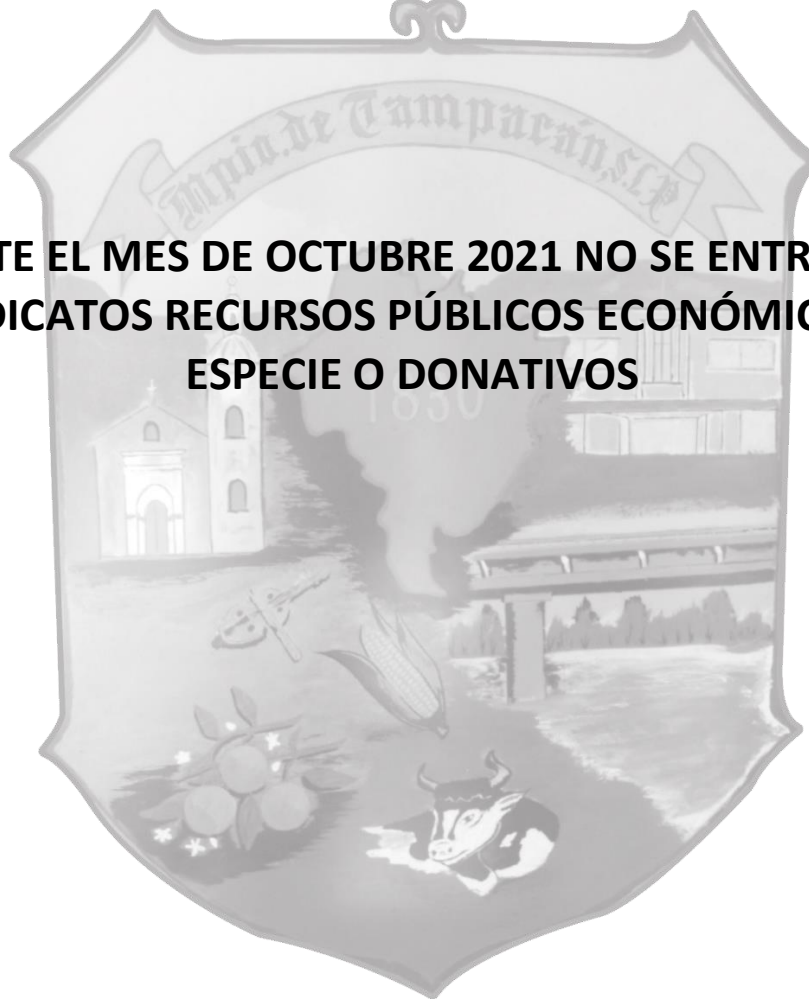 Mpio. de Tampacán, S.L.P.
TE EL MES DE OCTUBRE 2021 NO SE ENTR
DICATOS RECURSOS PÚBLICOS ECONÓMIC
ESPECIE O DONATIVOS
1830